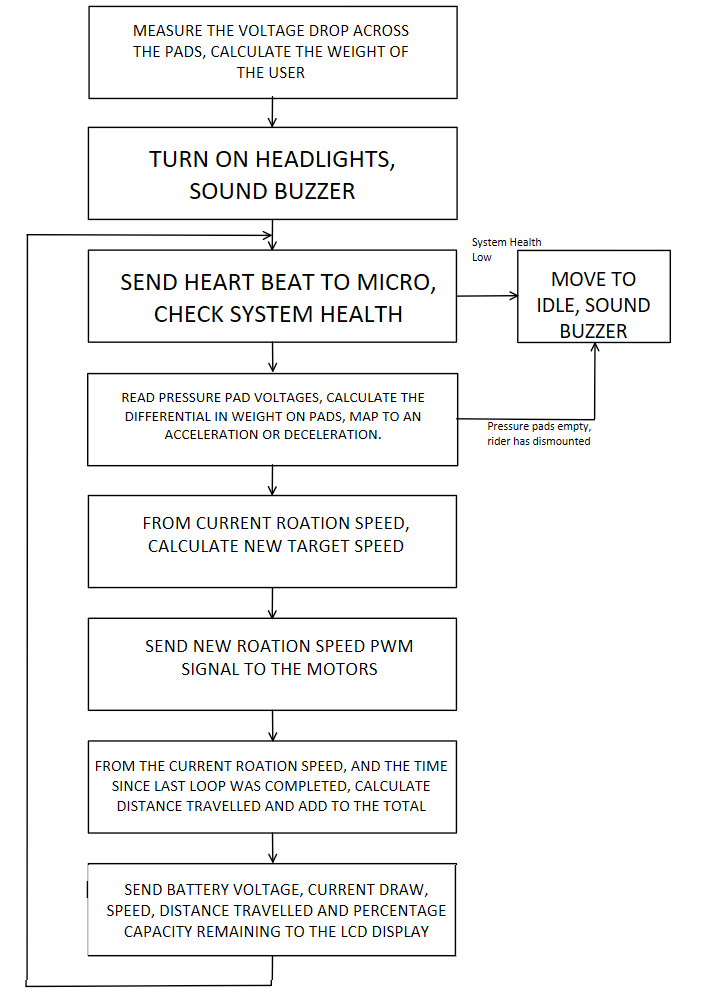 MEASURE THE VOLTAGE DROP ACROSS
THE PADS, CALCULATE THE WEIGHT OF
THE USER
TURN ON HEADLIGHTS,
SOUND BUZZER
System Health
Low
SEND HEART BEAT TO MICRO,
CHECK SYSTEM HEALTH
MOVE TO
IDLE, SOUND
BUZZER
READ PRESSURE PAD VOLTAGES, CALCULATE THE
DIFFERENTIAL IN WEIGHT ON PADS, MAP TO AN
ACCELERATION OR DECELERATION.
Pressure pads empty,
rider has dismounted
FROM CURRENT ROATION SPEED,
CALCULATE NEW TARGET SPEED
SEND NEW ROATION SPEED PWM
SIGNAL TO THE MOTORS
FROM THE CURRENT ROATION SPEED, AND THE TIME
SINCE LAST LOOP WAS COMPLETED, CALCULATE
DISTANCE TRAVELLED AND ADD TO THE TOTAL
SEND BATTERY VOLTAGE, CURRENT DRAW,
SPEED, DISTANCE TRAVELLED AND PERCENTAGE
CAPACITY REMAINING TO THE LCD DISPLAY